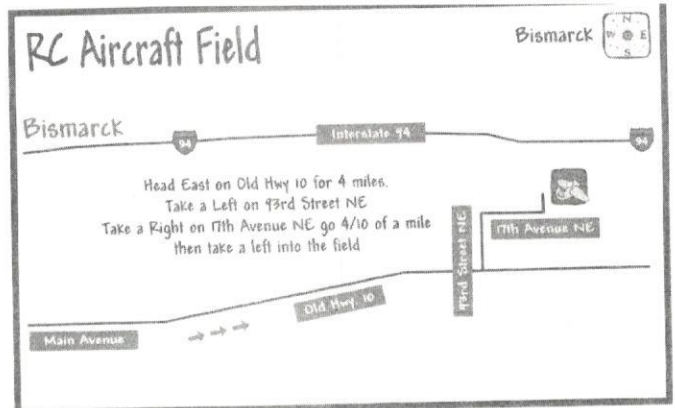 RC Aircraft Field
Bismarck
N
W E
S
Bismarck
94
Interstate 94
94
Head East on Old Hwy 10 for 4 miles.
Take a Left on 93rd Street NE
Take a Right on 17th Avenue NE go 4/10 of a mile
then take a left into the field
93rd Street NE
17th Avenue NE
Old Hwy 10
Main Avenue